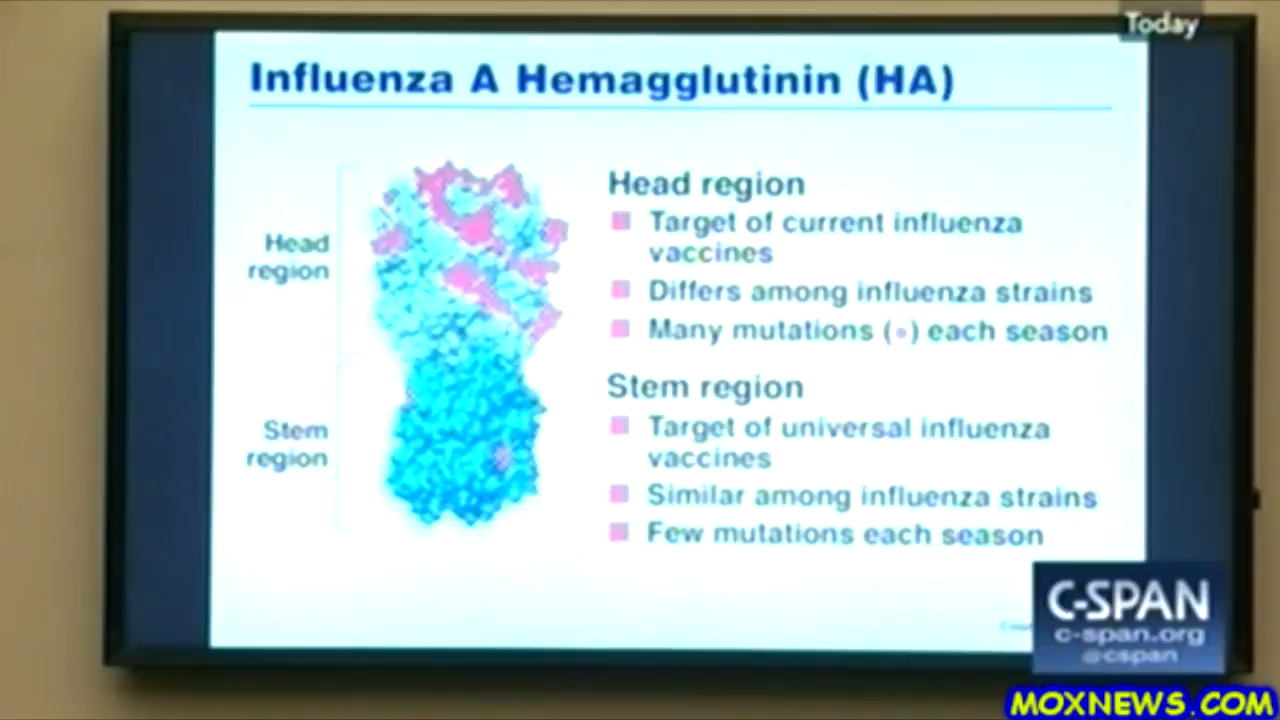 Today
Influenza A Hemagglutinin (HA)
Head
region
Stem
region
Head region
Target of current influenza
vaccines
Differs among influenza strains
Many mutations (•) each season
Stem region
Target of universal influenza
vaccines
Similar among influenza strains
Few mutations each season
C-SPAN
c-span.org
@cspan
MOXNEWS.COM